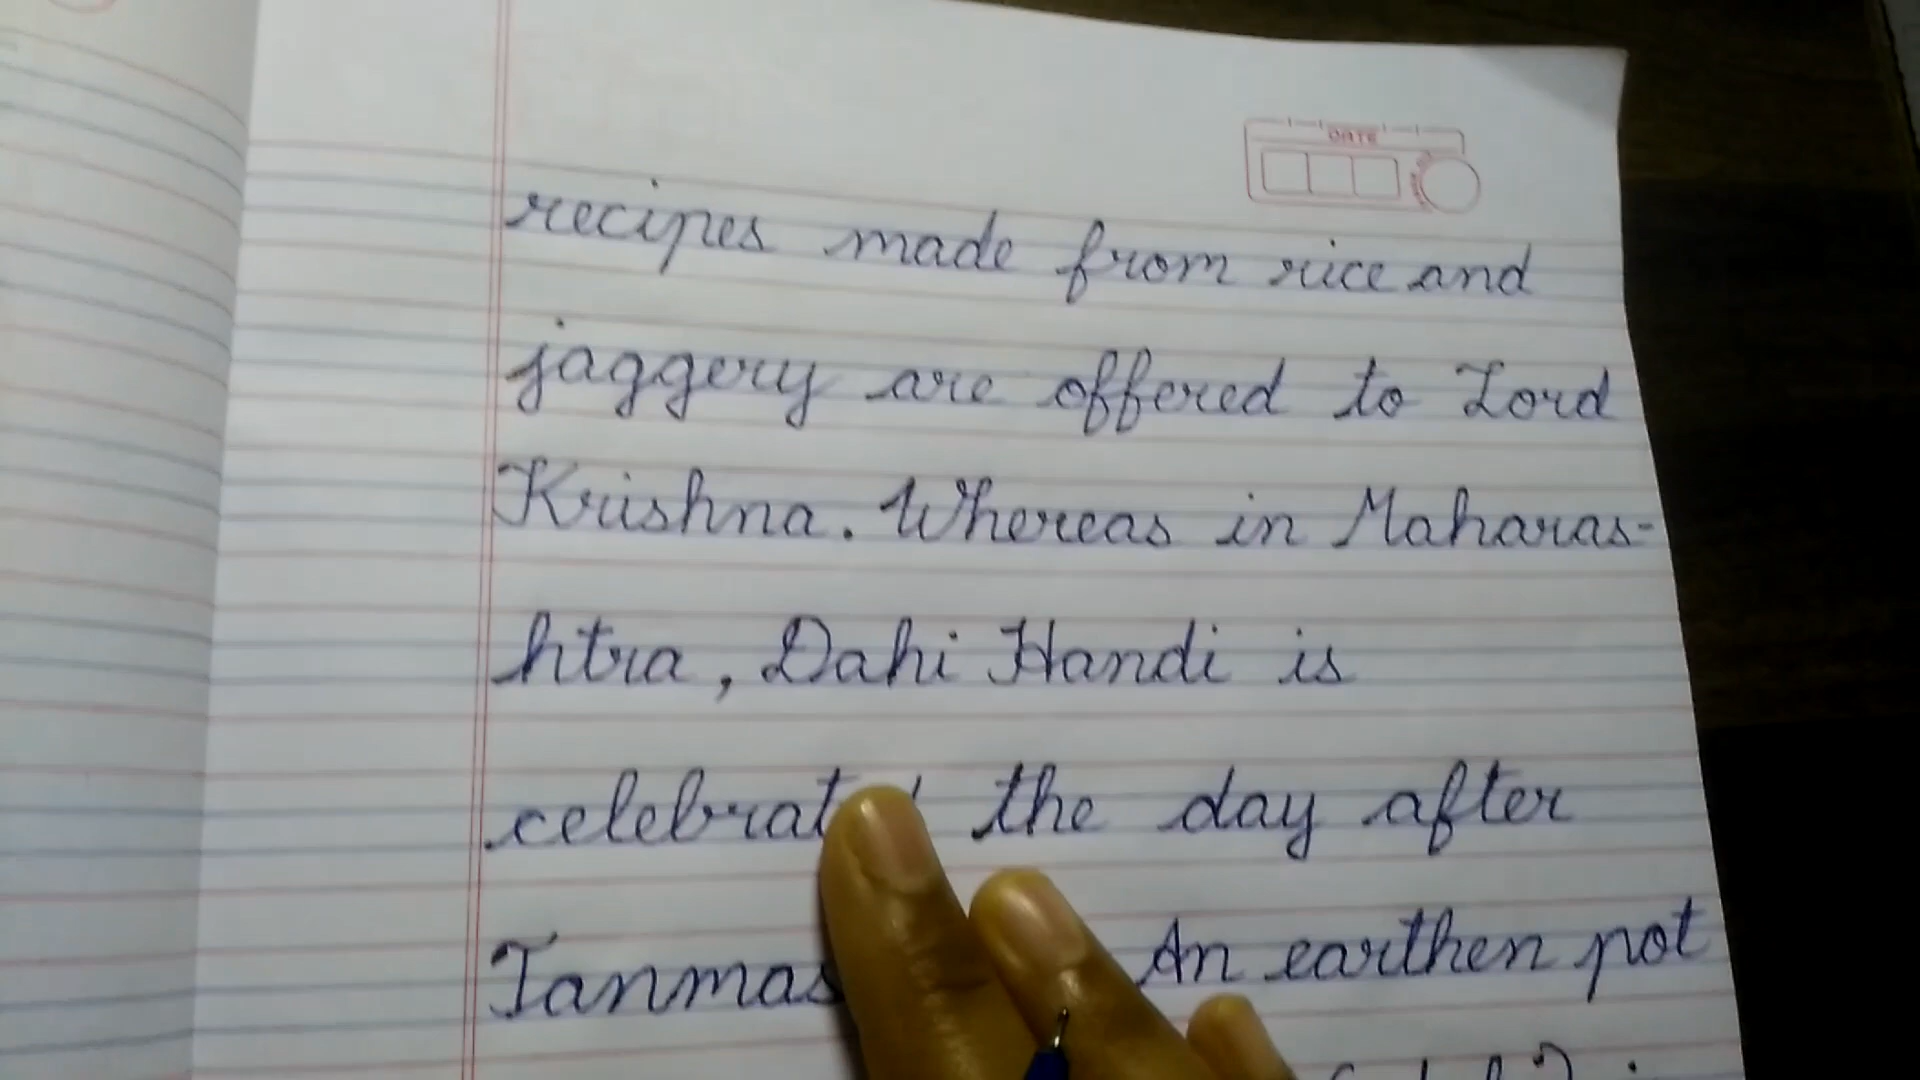 DATE
recipes made from rice and
jaggery are offered to Lord
Krishna. Whereas in Maharas-
htra, Dahi Handi is
the day after
An earthen pot